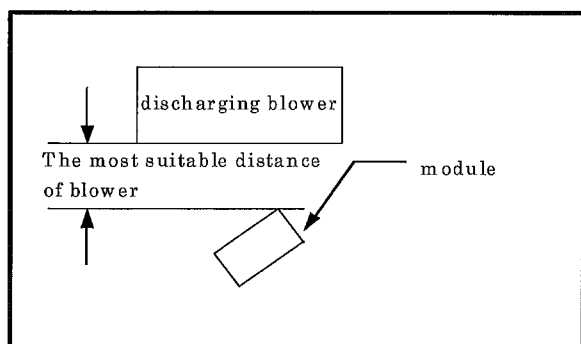 discharging blower
The most suitable distance
of blower
module